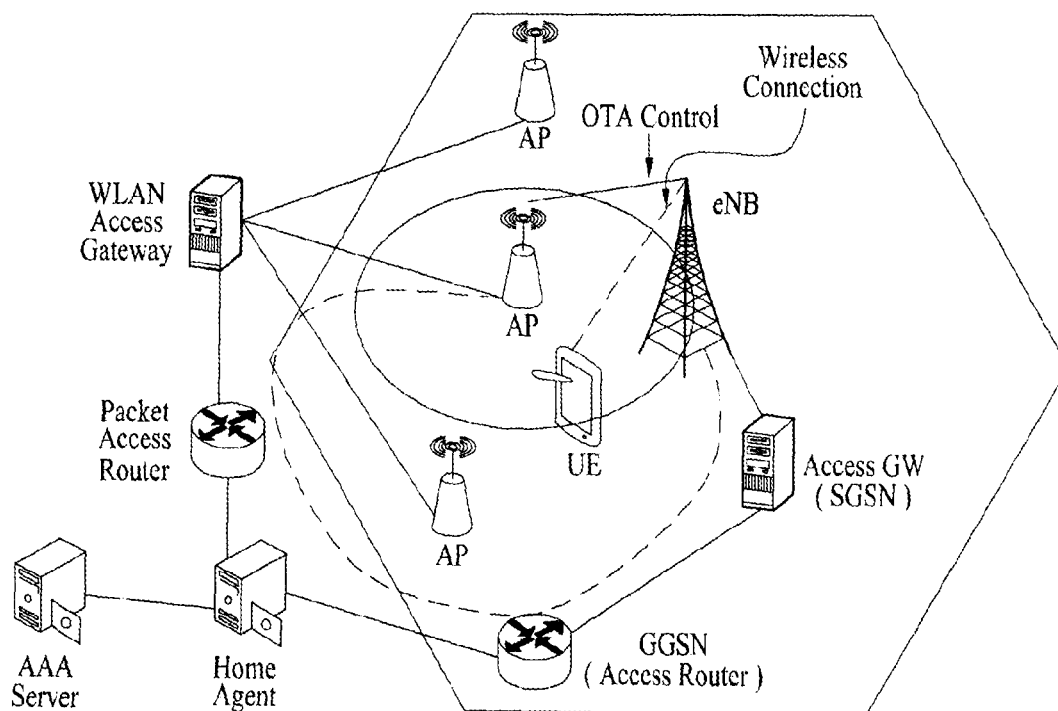 Wireless
Connection
OTA Control
AP
WLAN
Access
Gateway
eNB
AP
Packet
Access
Router
UE
Access GW
( SGSN )
AP
GGSN
( Access Router )
AAA
Server
Home
Agent